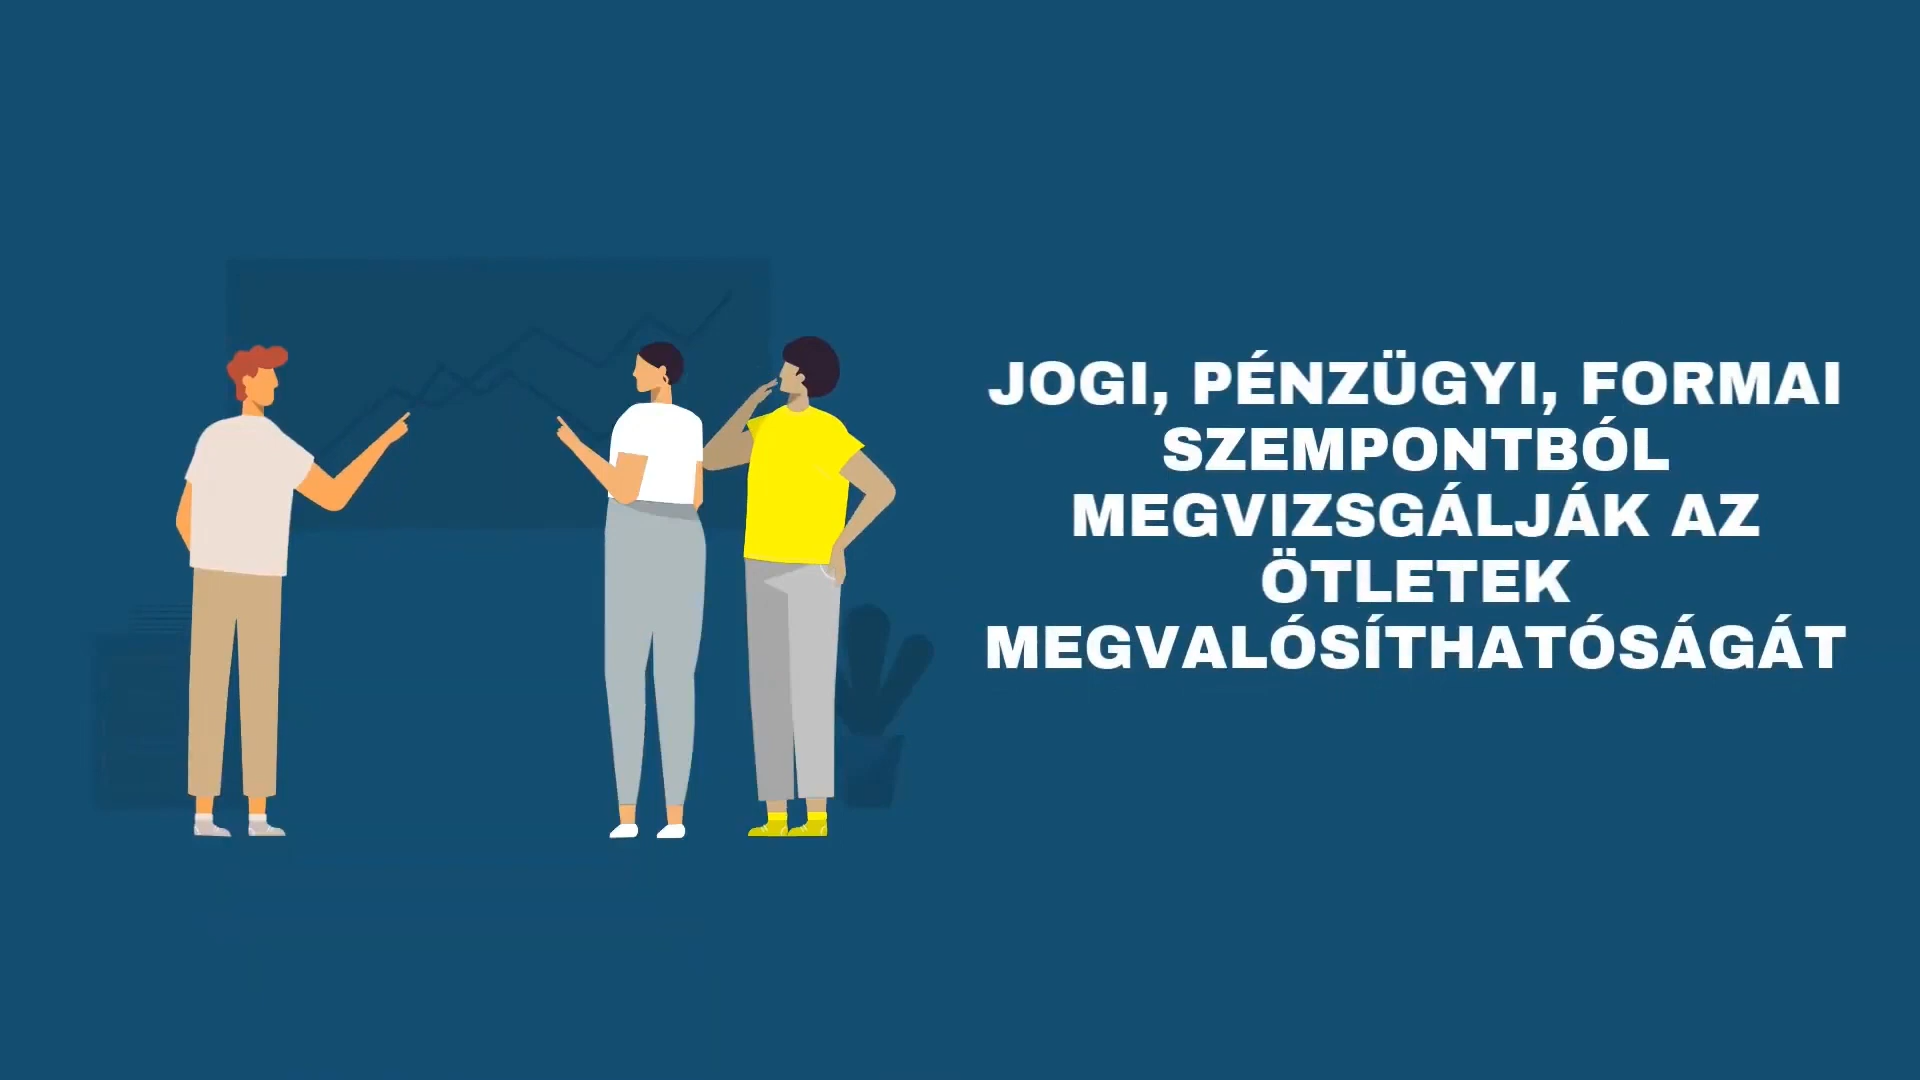 JOGI, PÉNZÜGYI, FORMAI
SZEMPONTBÓL
MEGVIZSGÁLJÁK AZ
ÖTLETEK
MEGVALÓSÍTHATÓSÁGÁT